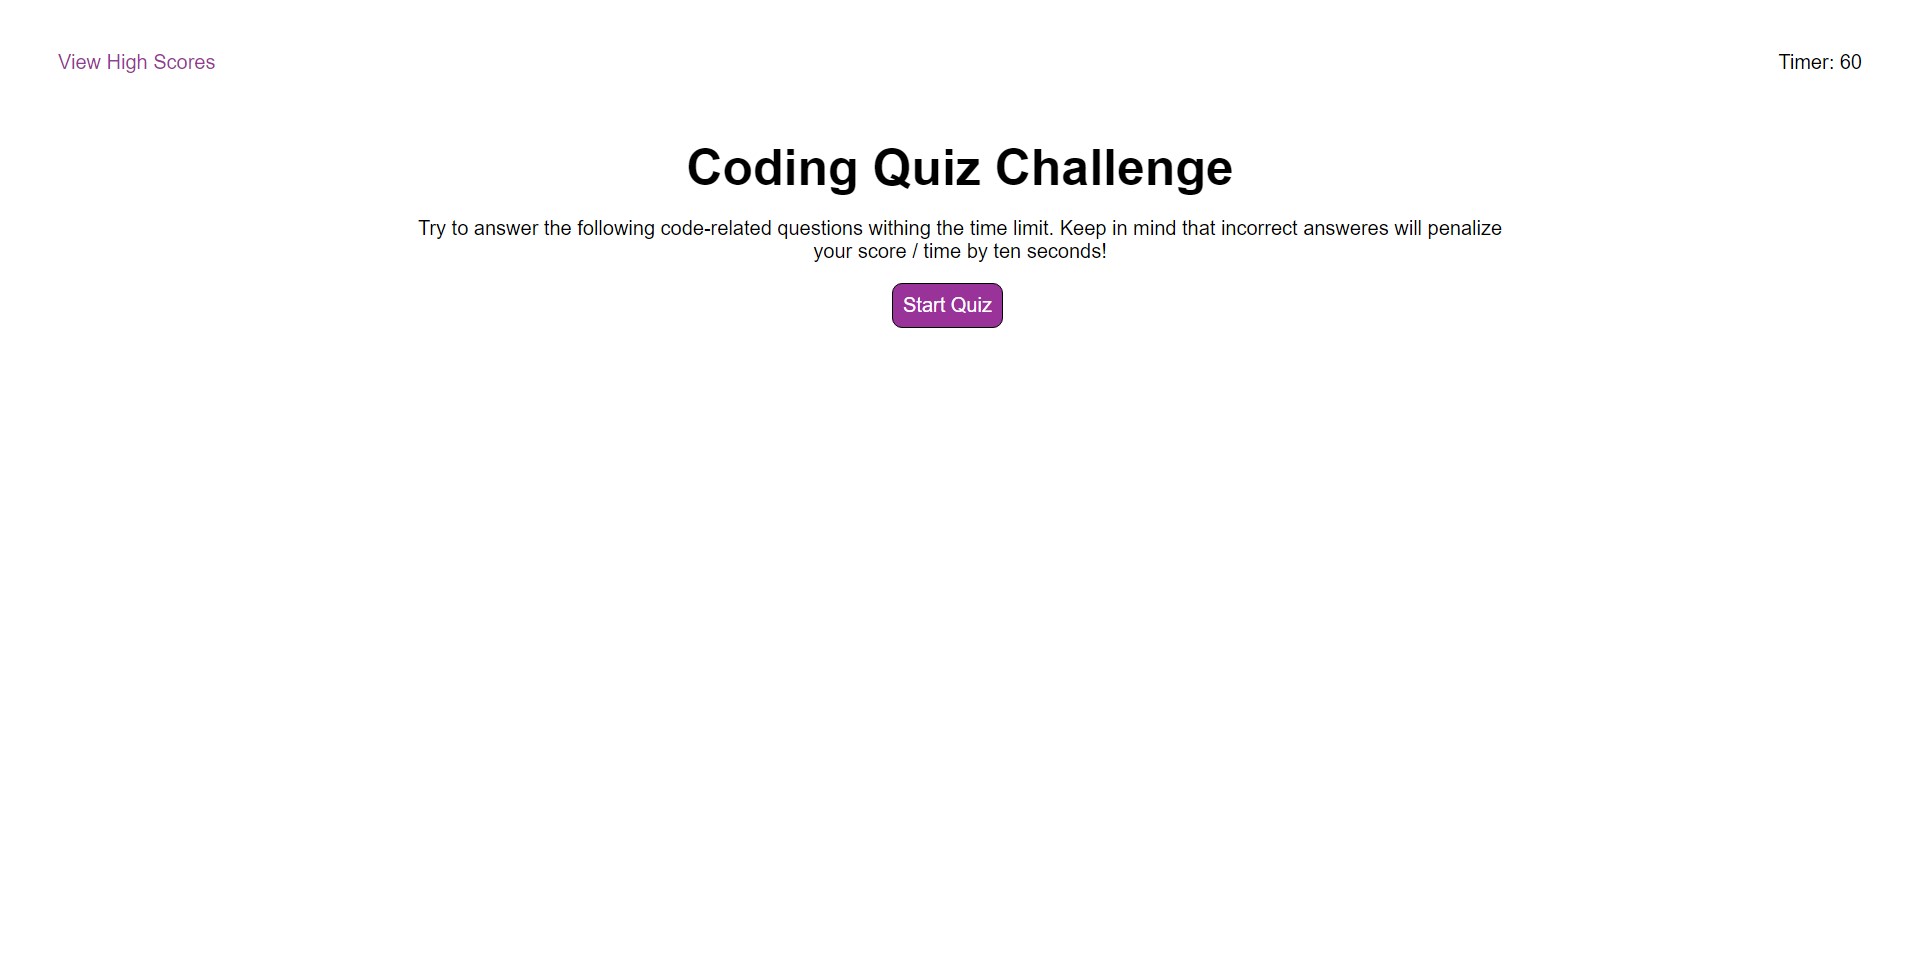 View High Scores
Timer: 60
Coding Quiz Challenge
Try to answer the following code-related questions withing the time limit. Keep in mind that incorrect answeres will penalize
your score / time by ten seconds!
Start Quiz